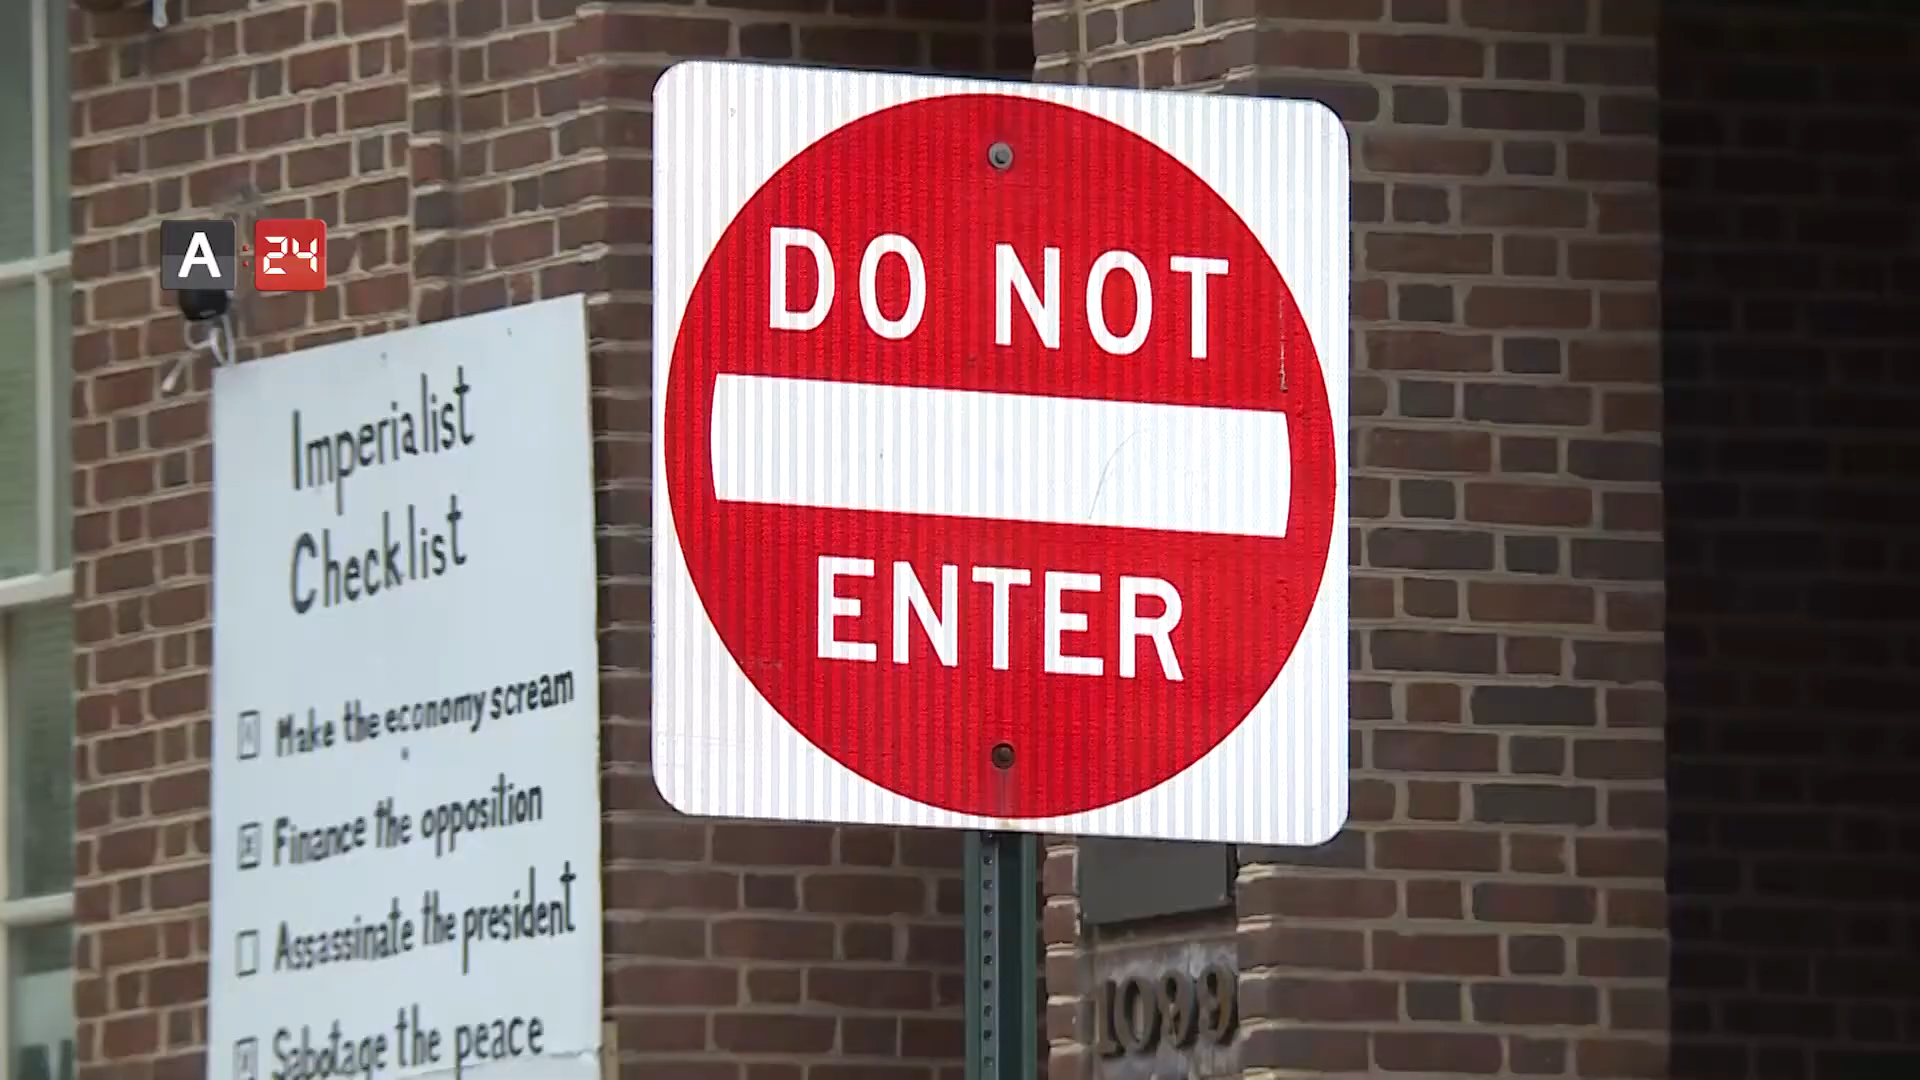 A:24
Imperialist
Checklist
Make the economy scream
Finance the opposition
Assassinate the president
Sabotage the peace
DO NOT
ENTER
1099